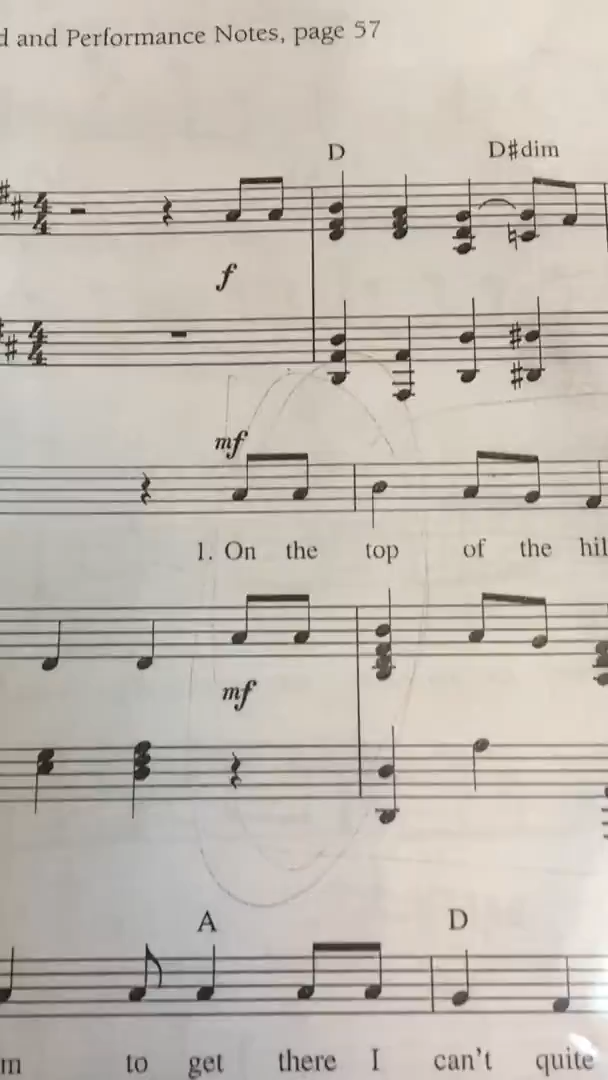 d and Performance Notes, page 57
D D#dim
f
mf
1. On the top of the hil
mf
A D
m to get there I can't quite